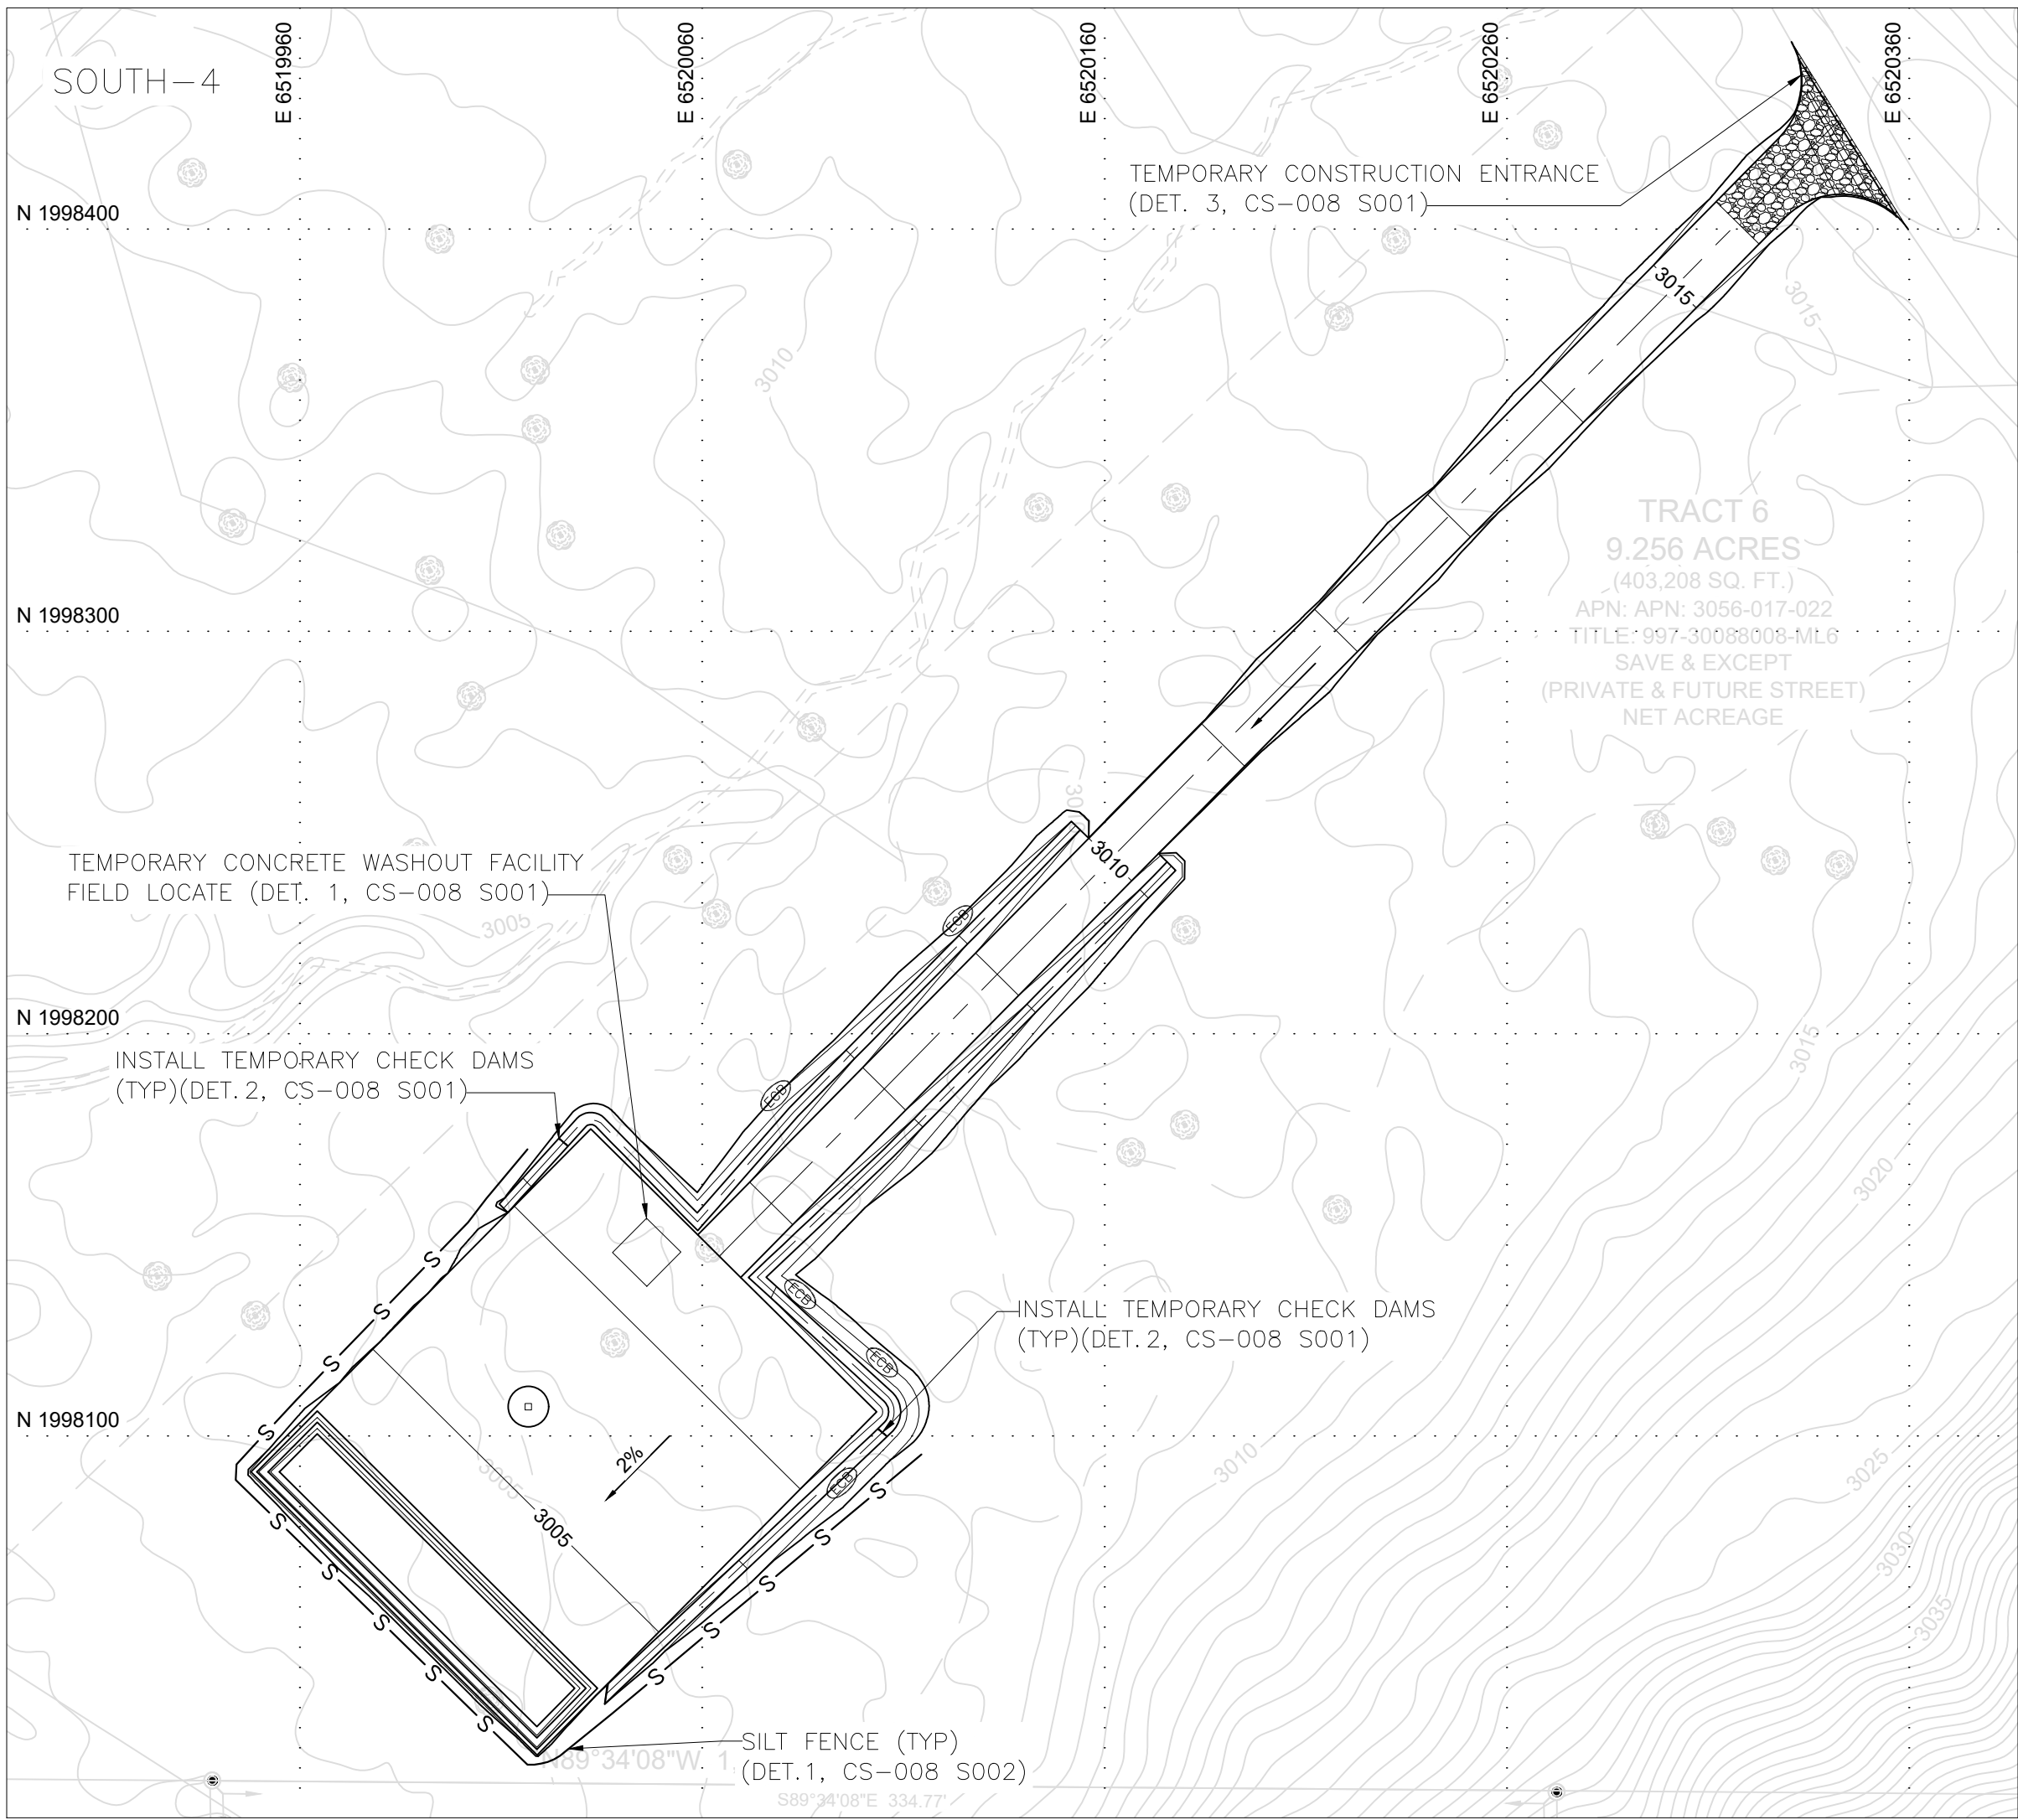 SOUTH-4
E 6519960
E 6520060
E 6520160
E 6520260
E 6520360
TEMPORARY CONSTRUCTION ENTRANCE
(DET. 3, CS-008 S001)
N 1998400
3015
3015
3010
TRACT 6
9.256 ACRES
(403,208 SQ. FT.)
APN: APN: 3056-017-022
TITLE: 997-30088008-ML6
SAVE & EXCEPT
(PRIVATE & FUTURE STREET)
NET ACREAGE
N 1998300
3010
TEMPORARY CONCRETE WASHOUT FACILITY
FIELD LOCATE (DET. 1, CS-008 S001)
ECB
3005
N 1998200
3015
INSTALL TEMPORARY CHECK DAMS
(TYP)(DET.2, CS-008 S001)
ECB
3020
S
ECB
S
INSTALL TEMPORARY CHECK DAMS
(TYP)(DET.2, CS-008 S001)
S
ECB
N 1998100
S
2%
3010
3025
3005
ECB
S
S
3005
S
3030
S
S
3035
S
S
S
S
S
SILT FENCE (TYP)
(DET.1, CS-008 S002)
N89°34'08"W 1
S89°34'08"E 334.77'